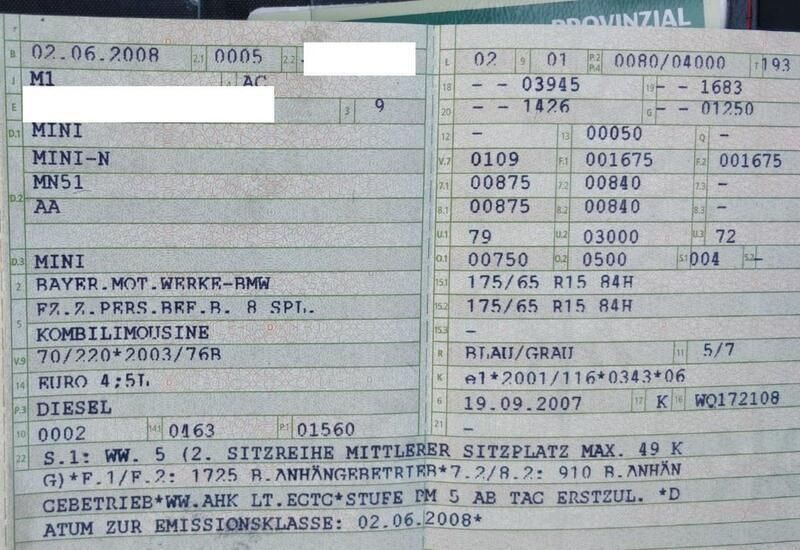 PROVINZIAL
B 02.06.2008 2.1 0005 2.2
J M1 4 AC
E 3 9
D.1 MINI
MINI-N
D.2 MN51
AA
D.3 MINI
2 BAYER.MOT.WERKE-BMW
FZ.Z.PERS.BEF.B. 8 SPL.
5 KOMBILIMOUSINE
V.9 70/220*2003/76B
14 EURO 4;5L
P.3 DIESEL
10 0002 14.1 0463 P.1 01560
L 02 9 01 P.2 P.4 0080/04000 T 193
18 - - 03945 19 - - 1683
20 - - 1426 G - - 01250
12 - 13 00050 Q -
V.7 0109 F.1 001675 F.2 001675
7.1 00875 7.2 00840 7.3 -
8.1 00875 8.2 00840 8.3 -
U.1 79 U.2 03000 U.3 72
O.1 00750 O.2 0500 S.1 004 S.2 -
15.1 175/65 R15 84H
15.2 175/65 R15 84H
15.3 -
R BLAU/GRAU 11 5/7
K e1*2001/116*0343*06
6 19.09.2007 17 K 16 WQ172108
21 -
22 S.1: WW. 5 (2. SITZREIHE MITTLERER SITZPLATZ MAX. 49 K
G)*F.1/F.2: 1725 B.ANHÄNGEBETRIEB*7.2/8.2: 910 B.ANHÄN
GEBETRIEB*WW.AHK LT.EGTG*STUFE PM 5 AB TAG ERSTZUL. *D
ATUM ZUR EMISSIONSKLASSE: 02.06.2008*